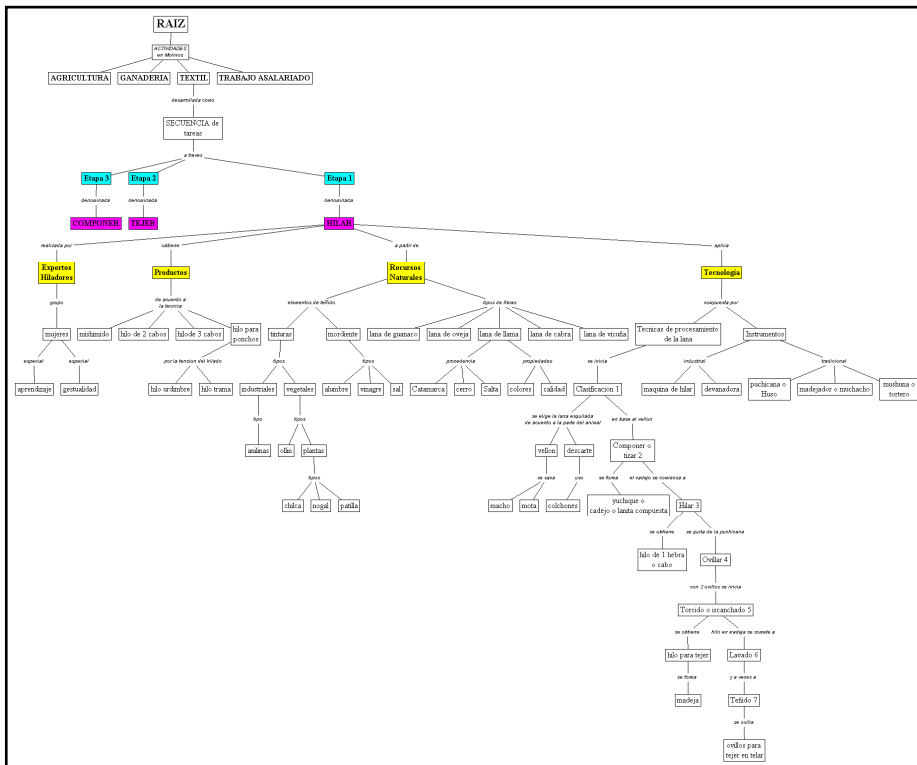 RAIZ
ACTIVIDADES
en Molinos
AGRICULTURA GANADERIA TEXTIL TRABAJO ASALARIADO
desarrollada como
SECUENCIA de
tareas
a traves
Etapa 3 Etapa 2 Etapa 1
denominada denominada denominada
COMPONER TEJER HILAR
realizada por obtiene a partir de aplica
Expertos
Hiladores
Productos
Recursos
Naturales
Tecnologia
grupo
de acuerdo a
la tecnica
elementos de teñido tipos de fibras compuesta por
mujeres mishimido hilo de 2 cabos hilo de 3 cabos
hilo para
ponchos
tinturas mordiente lana de guanaco lana de oveja lana de llama lana de cabra lana de vicuña
Tecnicas de procesamiento
de la lana
Instrumentos
especial especial por la tension del hilado tipos tipos tipos procedencia propiedades se inicia industrial tradicional
aprendizaje gestualidad hilo urdimbre hilo trama industriales vegetales alumbre vinagre sal Catamarca cerro Salta colores calidad Clasificacion 1 maquina de hilar devanadora
puchicana o
Huso
madejador o muchacho
mushuna o
tortero
tipo tipos
se elige la lana esquilada
de acuerdo a la parte del animal
en base al vellon
anilinas ollin plantas vellon descarte
Componer o
tizar 2
tipos se saca uso se forma el cadejo se comienza a
chilca nogal patilla macho mota colchones
yuchique o
cadejo o lanita compuesta
Hilar 3
se obtiene se quita de la puchicana
hilo de 1 hebra
o cabo
Ovillar 4
con 2 ovillos se inicia
Torcido o iscanchado 5
se obtiene hilo en madeja se somete a
hilo para tejer Lavado 6
se forma y a veces a
madeja Teñido 7
se ovilla
ovillos para
tejer en telar